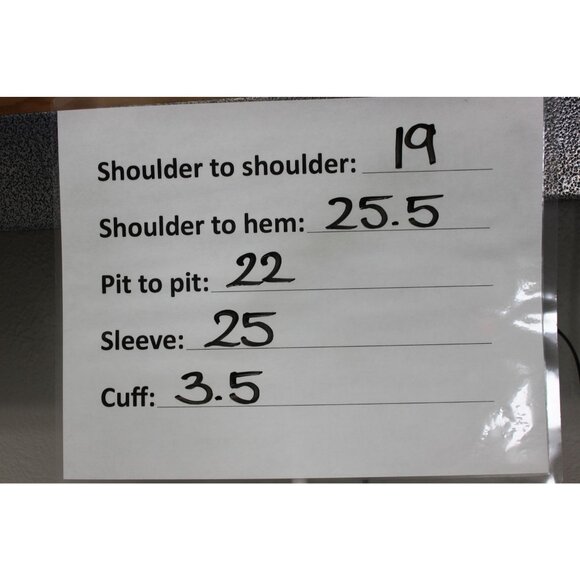 Shoulder to shoulder: 19
Shoulder to hem: 25.5
Pit to pit: 22
Sleeve: 25
Cuff: 3.5